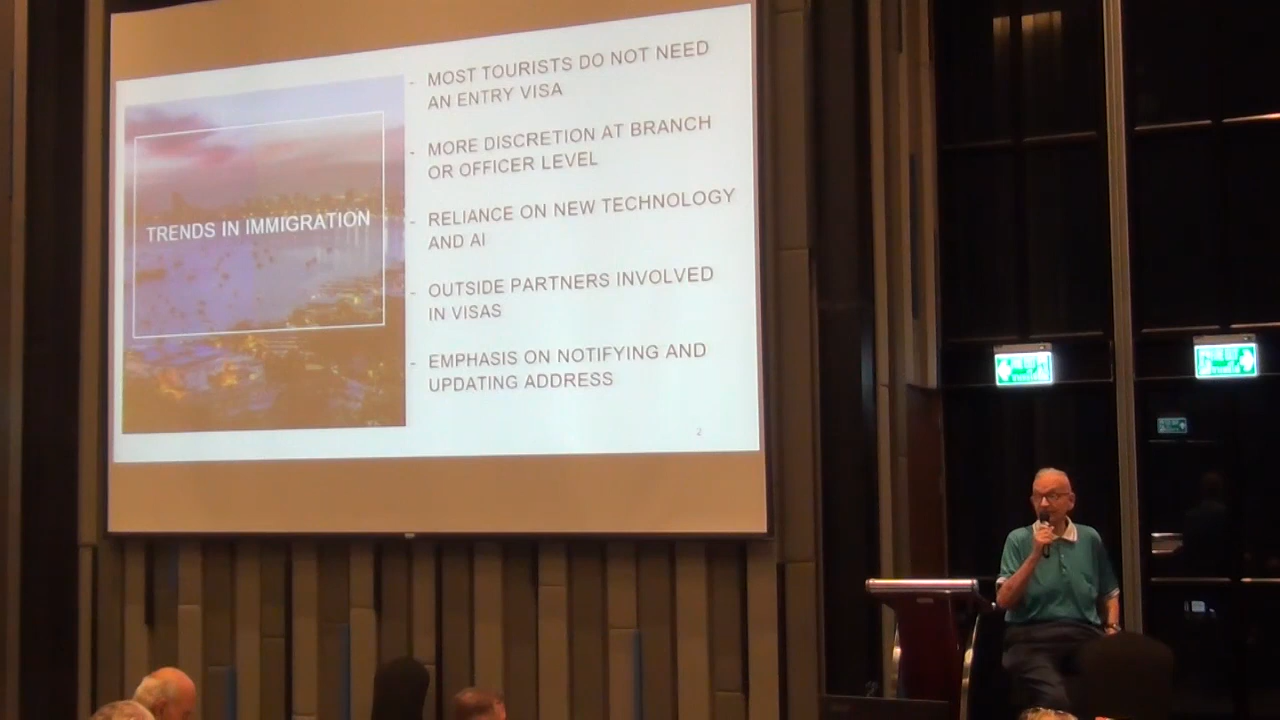 TRENDS IN IMMIGRATION
- MOST TOURISTS DO NOT NEED
AN ENTRY VISA
- MORE DISCRETION AT BRANCH
OR OFFICER LEVEL
- RELIANCE ON NEW TECHNOLOGY
AND AI
- OUTSIDE PARTNERS INVOLVED
IN VISAS
- EMPHASIS ON NOTIFYING AND
UPDATING ADDRESS
2